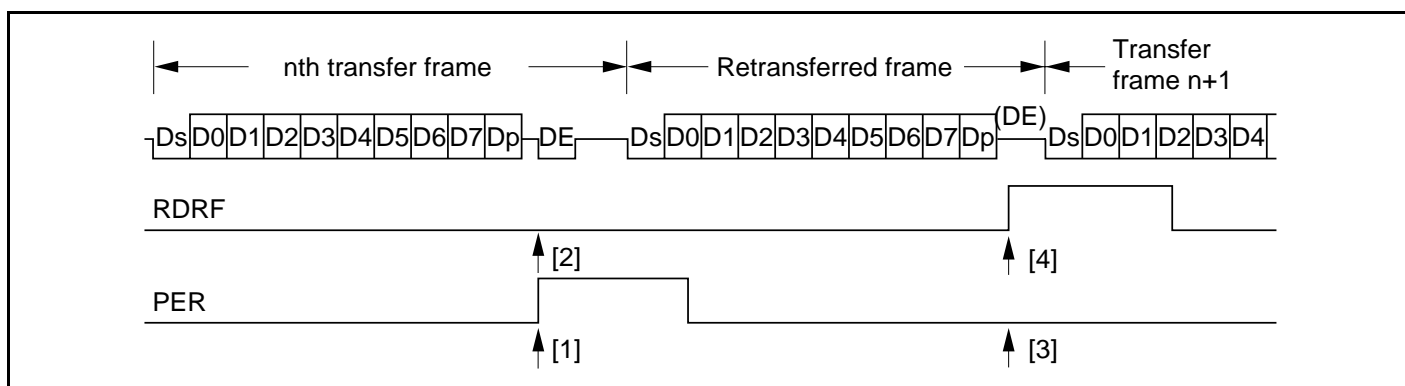 nth transfer frame Retransferred frame Transfer
frame n+1
Ds D0 D1 D2 D3 D4 D5 D6 D7 Dp DE Ds D0 D1 D2 D3 D4 D5 D6 D7 Dp (DE) Ds D0 D1 D2 D3 D4
RDRF
[2] [4]
PER
[1] [3]